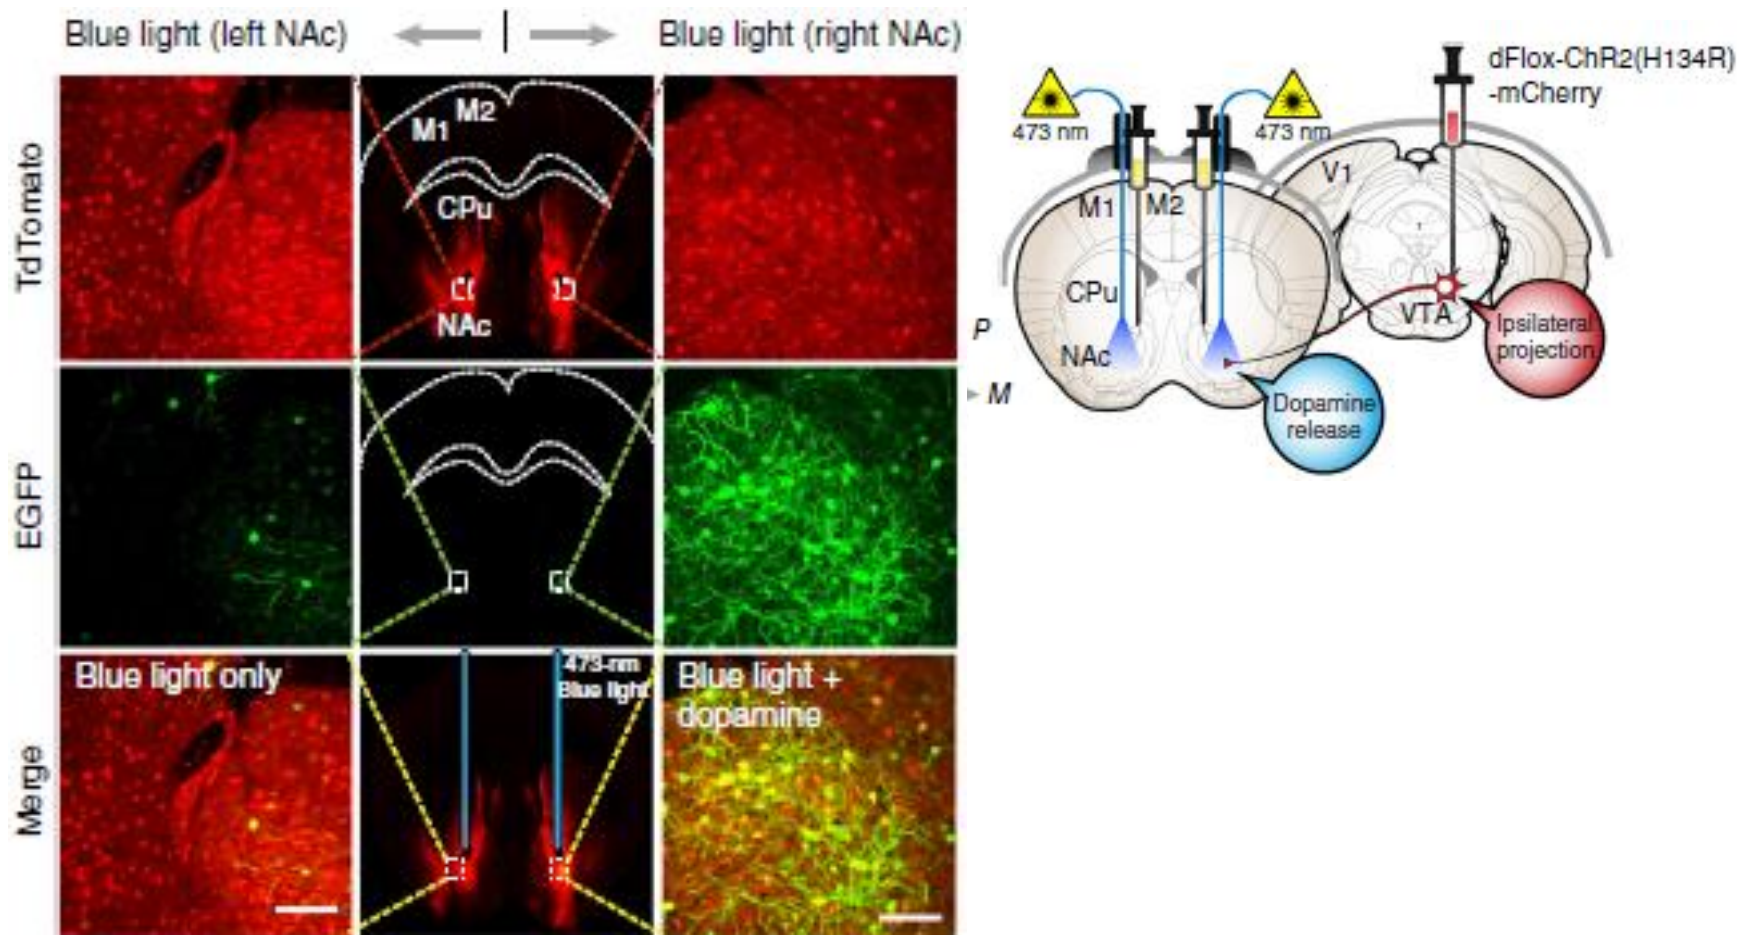 Blue light (left NAc)
Blue light (right NAc)
TdTomato
M1
M2
CPu
NAc
EGFP
Merge
Blue light only
473-nm
Blue light
Blue light +
dopamine
dFlox-ChR2(H134R)
-mCherry
473 nm
473 nm
V1
M1
M2
CPu
NAc
VTA
Ipsilateral
projection
Dopamine
release
P
M